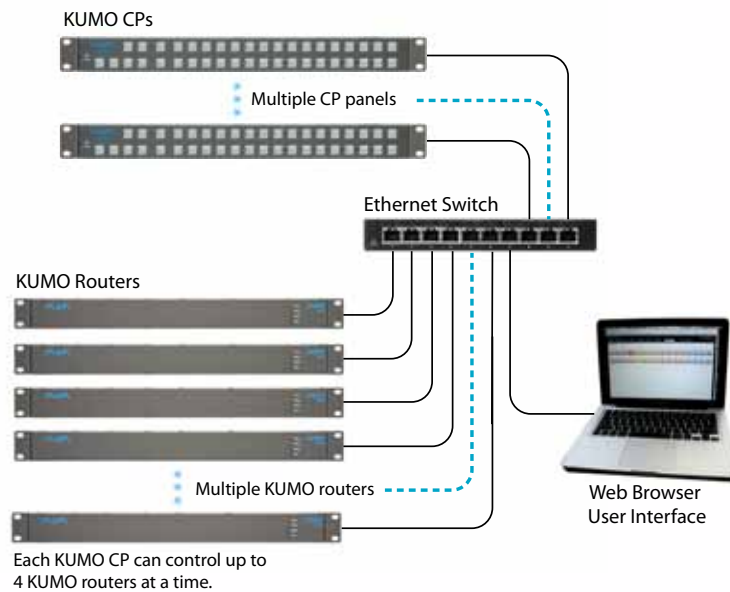 KUMO CPs
Multiple CP panels
Ethernet Switch
KUMO Routers
Multiple KUMO routers
Web Browser
User Interface
Each KUMO CP can control up to
4 KUMO routers at a time.